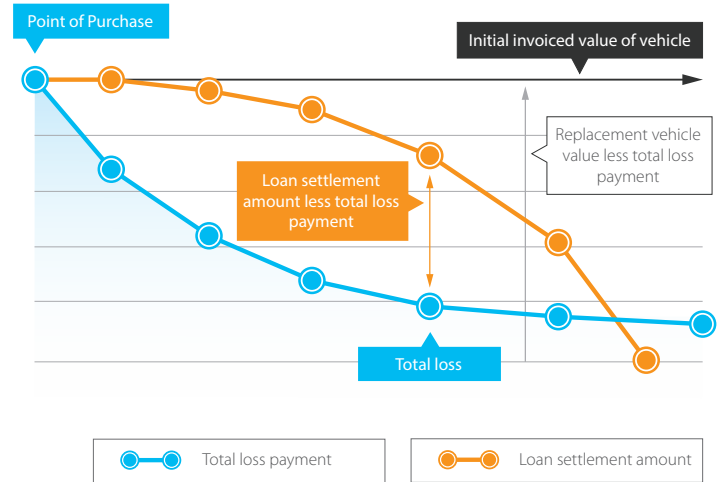 Point of Purchase
Initial invoiced value of vehicle
Replacement vehicle
value less total loss
payment
Loan settlement
amount less total loss
payment
Total loss
Total loss payment
Loan settlement amount